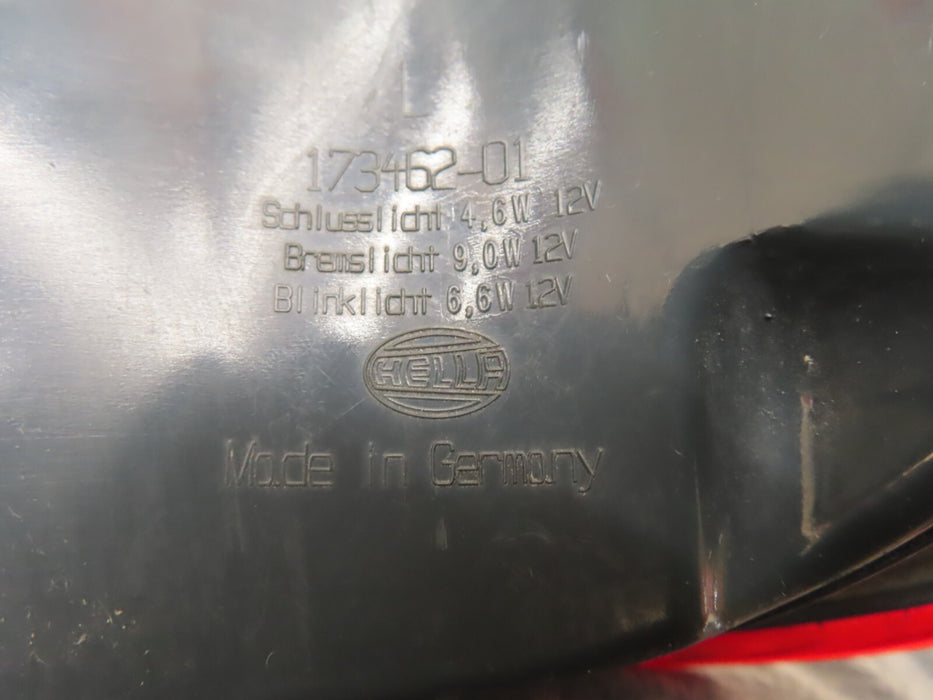 L
173462-01
Schlusslicht 4,6W 12V
Bremslicht 9,0W 12V
Blinklicht 6,6W 12V
HELLA
Made in Germany